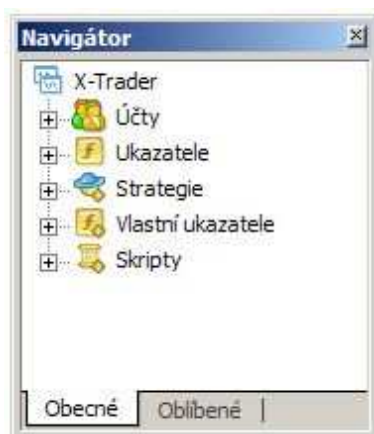 Navigátor
X-Trader
Účty
Ukazatele
Strategie
Vlastní ukazatele
Skripty
Obecné Oblíbené